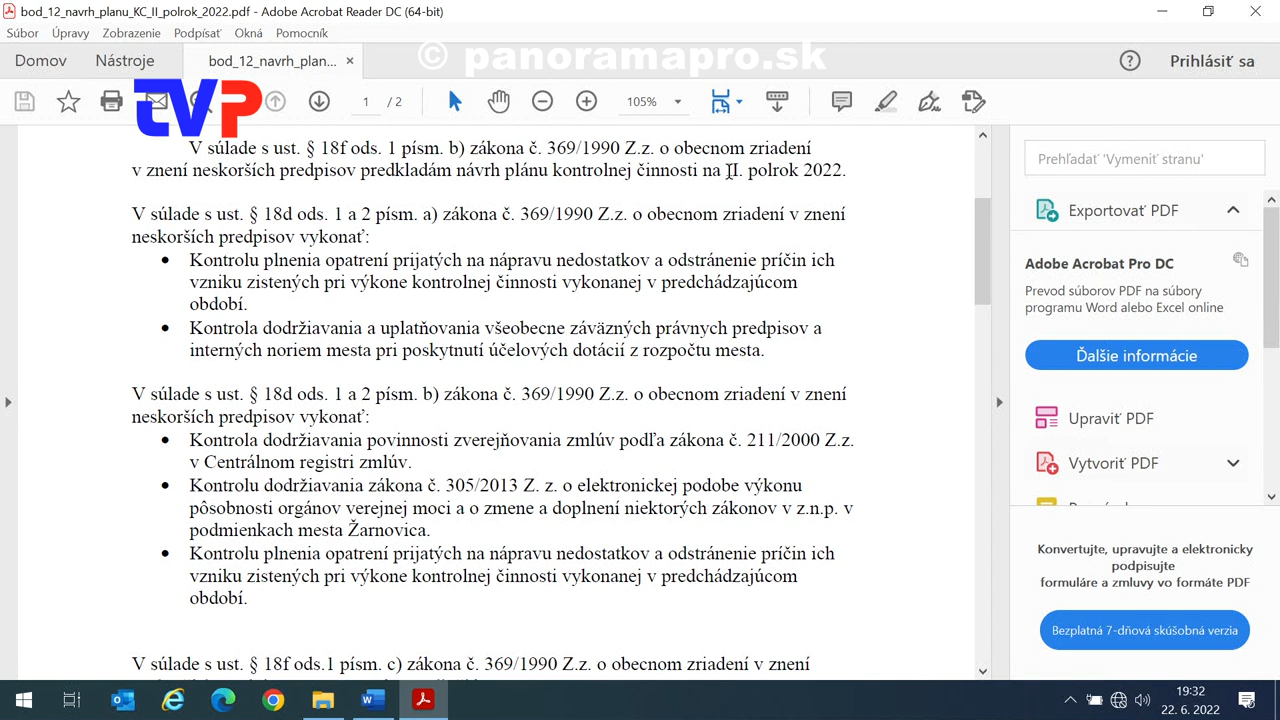 bod_12_navrh_planu_KC_II_polrok_2022.pdf - Adobe Acrobat Reader DC (64-bit)
Súbor Úpravy Zobrazenie Podpísať Okná Pomocník
© panoramapro.sk
Domov Nástroje bod_12_navrh_plan... × Prihlásiť sa
tVP
1 / 2 105%
V súlade s ust. § 18f ods. 1 písm. b) zákona č. 369/1990 Z.z. o obecnom zriadení
v znení neskorších predpisov predkladám návrh plánu kontrolnej činnosti na II. polrok 2022.
V súlade s ust. § 18d ods. 1 a 2 písm. a) zákona č. 369/1990 Z.z. o obecnom zriadení v znení
neskorších predpisov vykonať:
• Kontrolu plnenia opatrení prijatých na nápravu nedostatkov a odstránenie príčin ich
vzniku zistených pri výkone kontrolnej činnosti vykonanej v predchádzajúcom
období.
• Kontrola dodržiavania a uplatňovania všeobecne záväzných právnych predpisov a
interných noriem mesta pri poskytnutí účelových dotácií z rozpočtu mesta.
V súlade s ust. § 18d ods. 1 a 2 písm. b) zákona č. 369/1990 Z.z. o obecnom zriadení v znení
neskorších predpisov vykonať:
• Kontrola dodržiavania povinnosti zverejňovania zmlúv podľa zákona č. 211/2000 Z.z.
v Centrálnom registri zmlúv.
• Kontrolu dodržiavania zákona č. 305/2013 Z. z. o elektronickej podobe výkonu
pôsobnosti orgánov verejnej moci a o zmene a doplnení niektorých zákonov v z.n.p. v
podmienkach mesta Žarnovica.
• Kontrolu plnenia opatrení prijatých na nápravu nedostatkov a odstránenie príčin ich
vzniku zistených pri výkone kontrolnej činnosti vykonanej v predchádzajúcom
období.
V súlade s ust. § 18f ods.1 písm. c) zákona č. 369/1990 Z.z. o obecnom zriadení v znení
Prehľadať 'Vymeniť stranu'
Exportovať PDF
Adobe Acrobat Pro DC
Prevod súborov PDF na súbory
programu Word alebo Excel online
Ďalšie informácie
Upraviť PDF
Vytvoriť PDF
Konvertujte, upravujte a elektronicky
podpisujte
formuláre a zmluvy vo formáte PDF
Bezplatná 7-dňová skúšobná verzia
19:32
22. 6. 2022